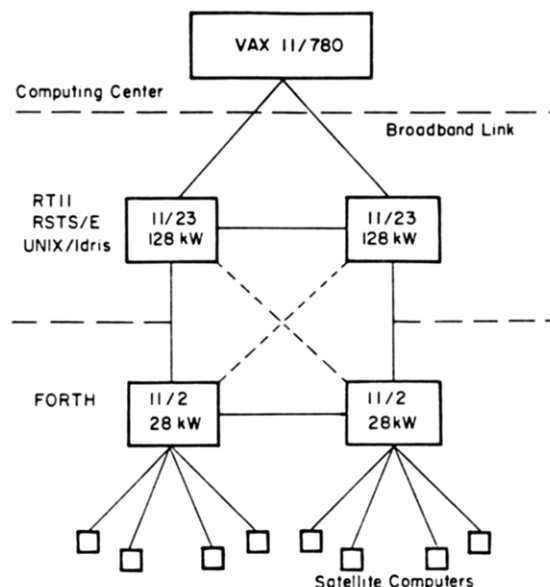 VAX 11/780
Computing Center
Broadband Link
RT11
RSTS/E
UNIX/Idris
11/23
128 kW
11/23
128 kW
FORTH
11/2
28 kW
11/2
28kW
Satellite Computers